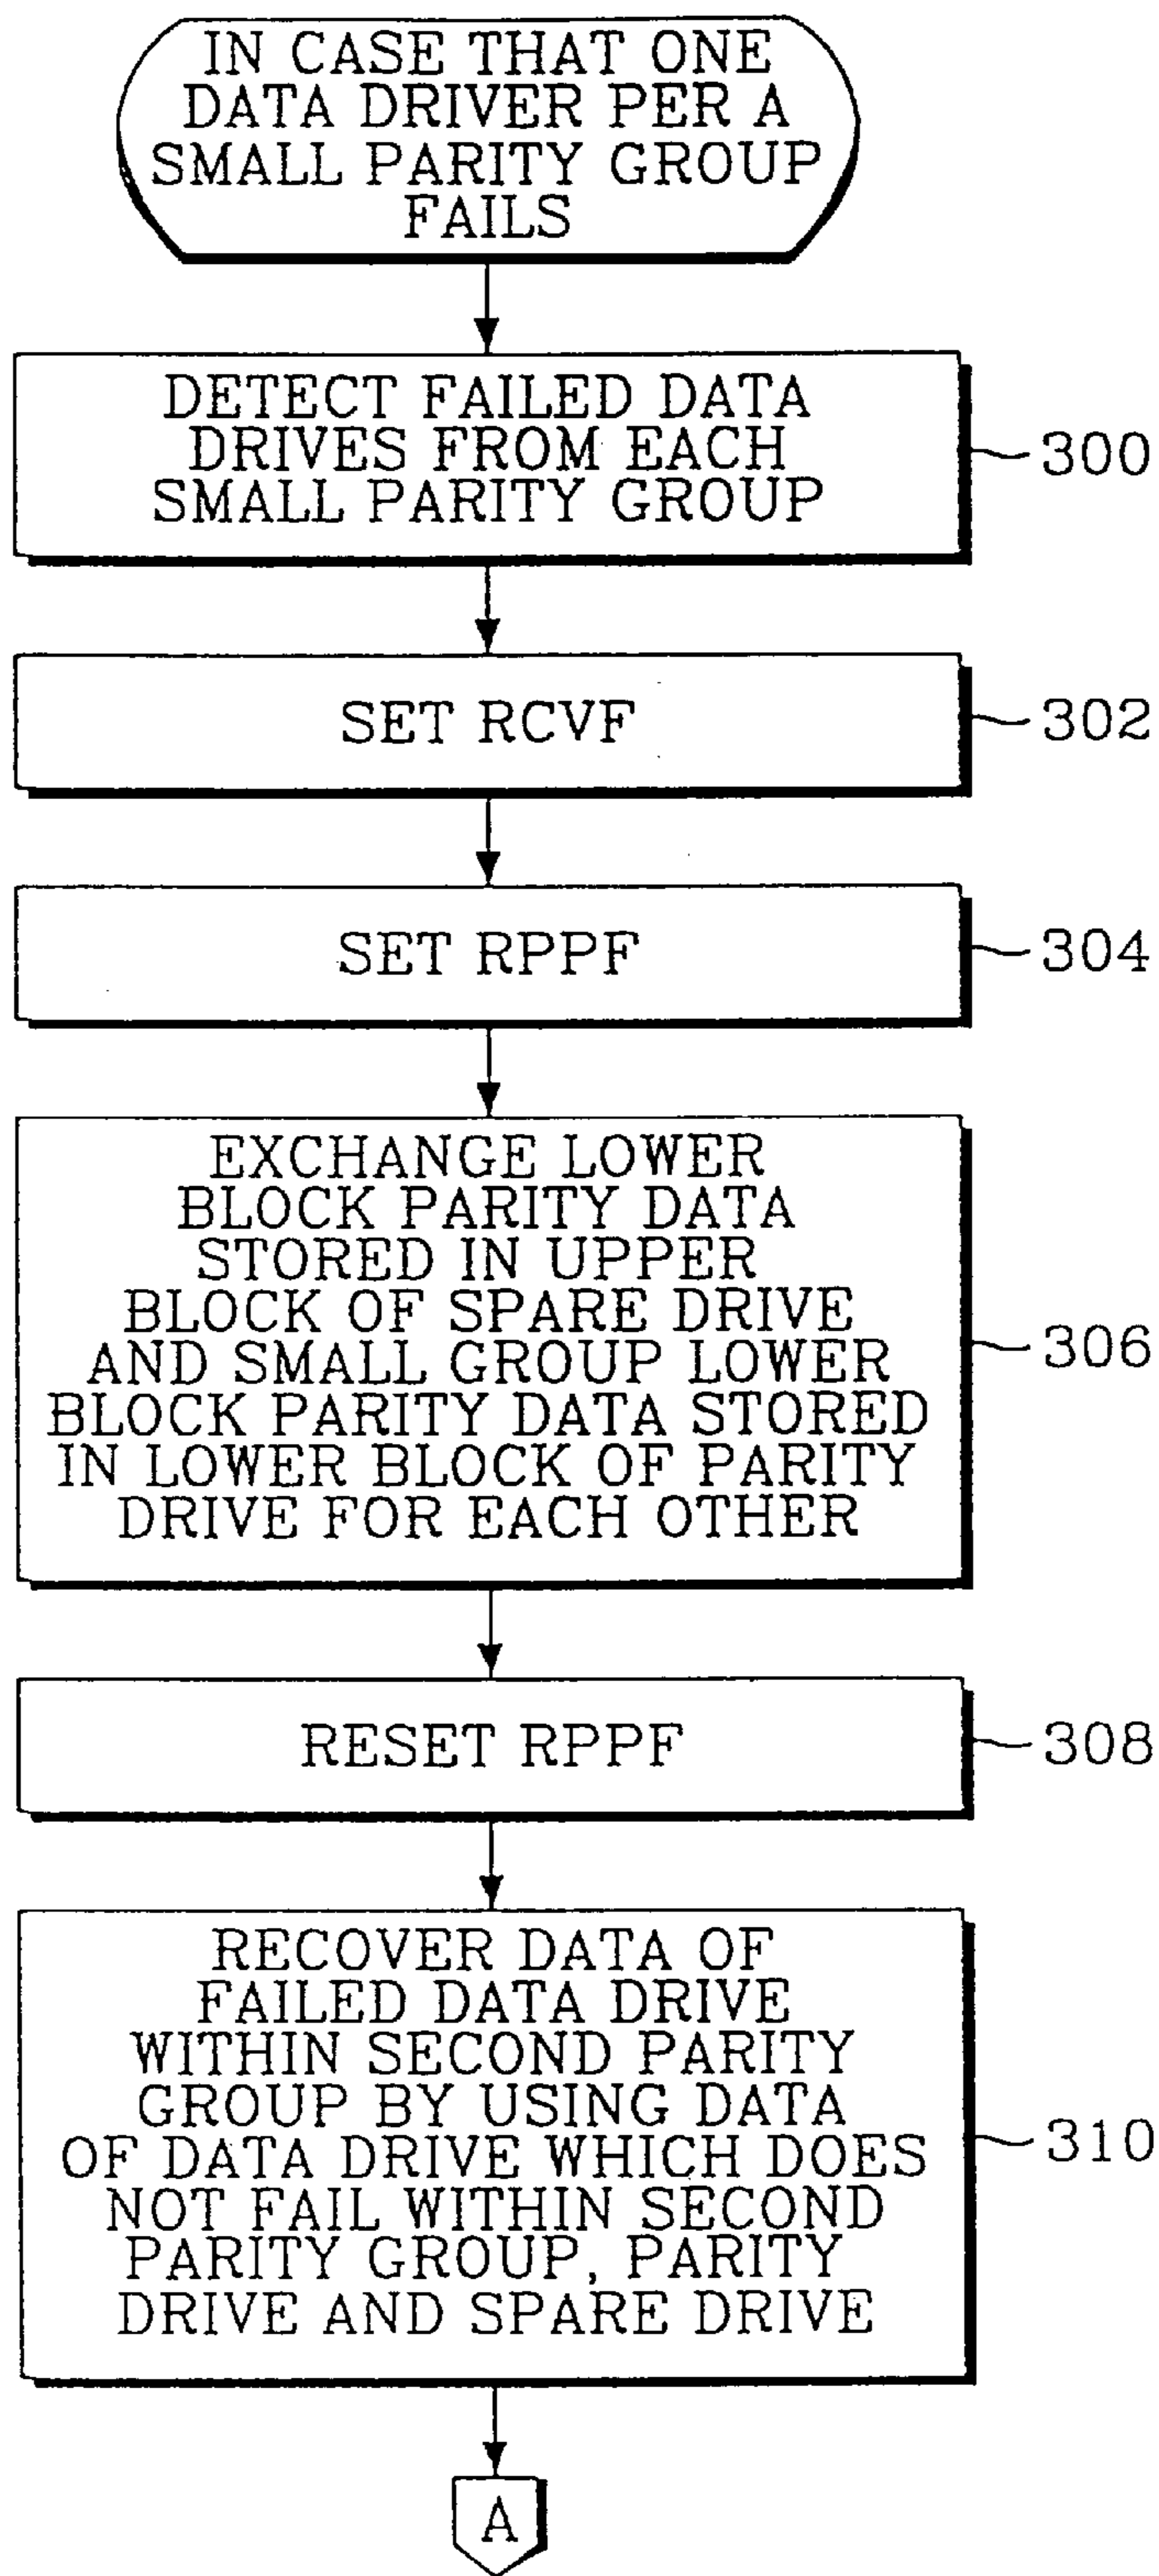 IN CASE THAT ONE
DATA DRIVER PER A
SMALL PARITY GROUP
FAILS
DETECT FAILED DATA
DRIVES FROM EACH
SMALL PARITY GROUP
300
SET RCVF
302
SET RPPF
304
EXCHANGE LOWER
BLOCK PARITY DATA
STORED IN UPPER
BLOCK OF SPARE DRIVE
AND SMALL GROUP LOWER
BLOCK PARITY DATA STORED
IN LOWER BLOCK OF PARITY
DRIVE FOR EACH OTHER
306
RESET RPPF
308
RECOVER DATA OF
FAILED DATA DRIVE
WITHIN SECOND PARITY
GROUP BY USING DATA
OF DATA DRIVE WHICH DOES
NOT FAIL WITHIN SECOND
PARITY GROUP, PARITY
DRIVE AND SPARE DRIVE
310
A